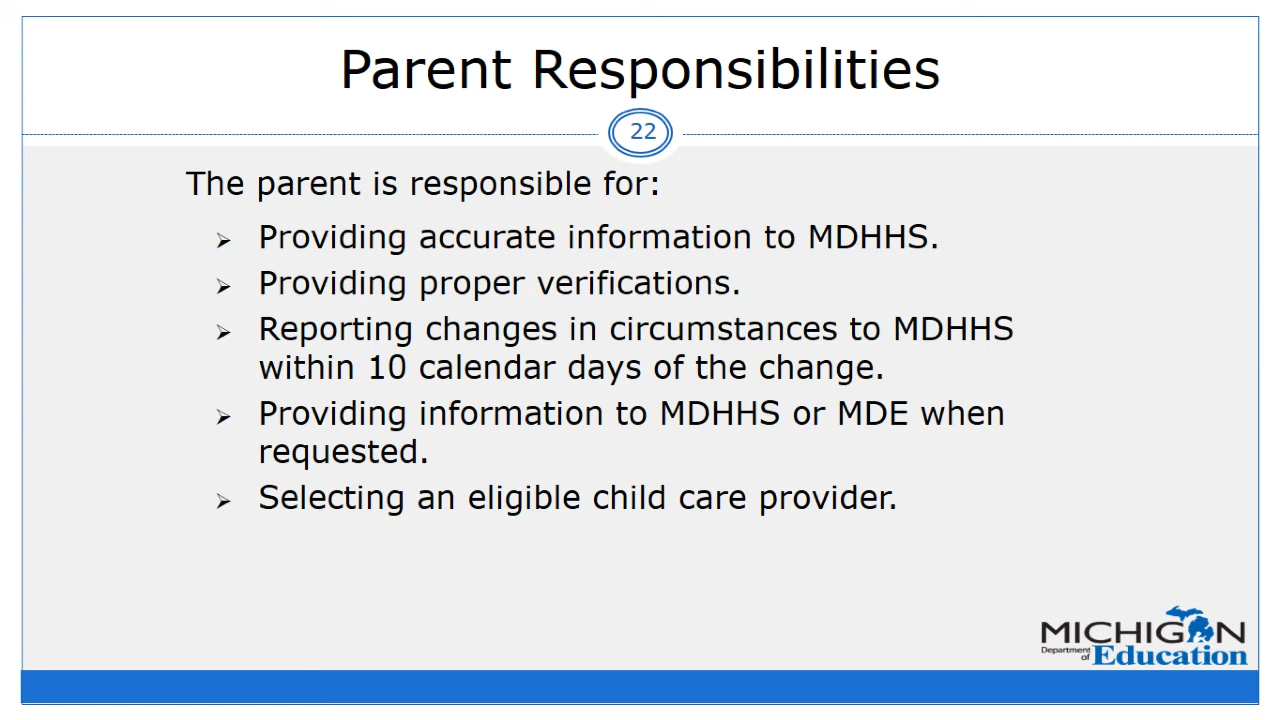 Parent Responsibilities
22
The parent is responsible for:
➢ Providing accurate information to MDHHS.
➢ Providing proper verifications.
➢ Reporting changes in circumstances to MDHHS
within 10 calendar days of the change.
➢ Providing information to MDHHS or MDE when
requested.
➢ Selecting an eligible child care provider.
MICHIGAN
Department
of Education